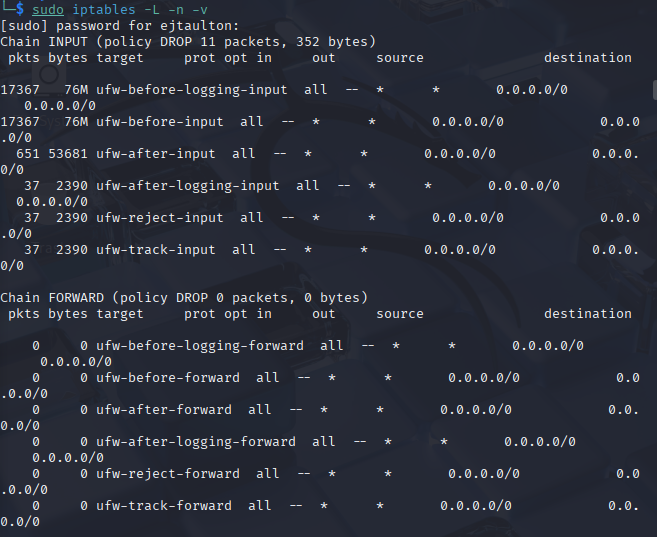 └─$ sudo iptables -L -n -v
[sudo] password for ejtaulton:
Chain INPUT (policy DROP 11 packets, 352 bytes)
 pkts bytes target     prot opt in     out     source               destination
17367   76M ufw-before-logging-input  all  --  *      *       0.0.0.0/0
   0.0.0.0/0
17367   76M ufw-before-input  all  --  *      *       0.0.0.0/0            0.0.0
.0/0
  651 53681 ufw-after-input  all  --  *      *       0.0.0.0/0            0.0.0.
0/0
   37  2390 ufw-after-logging-input  all  --  *      *       0.0.0.0/0
  0.0.0.0/0
   37  2390 ufw-reject-input  all  --  *      *       0.0.0.0/0            0.0.0
.0/0
   37  2390 ufw-track-input  all  --  *      *       0.0.0.0/0            0.0.0.
0/0
Chain FORWARD (policy DROP 0 packets, 0 bytes)
 pkts bytes target     prot opt in     out     source               destination
    0     0 ufw-before-logging-forward  all  --  *      *       0.0.0.0/0
     0.0.0.0/0
    0     0 ufw-before-forward  all  --  *      *       0.0.0.0/0            0.0
.0.0/0
    0     0 ufw-after-forward  all  --  *      *       0.0.0.0/0            0.0.
0.0/0
    0     0 ufw-after-logging-forward  all  --  *      *       0.0.0.0/0
    0.0.0.0/0
    0     0 ufw-reject-forward  all  --  *      *       0.0.0.0/0            0.0
.0.0/0
    0     0 ufw-track-forward  all  --  *      *       0.0.0.0/0            0.0.
0.0/0